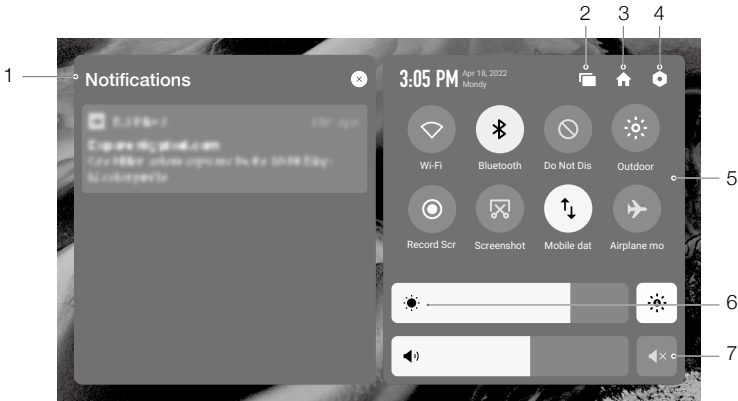 2 3 4
1 Notifications
3:05 PM Apr 18, 2022
Mondy
Wi-Fi Bluetooth Do Not Dis Outdoor
5
Record Scr Screenshot Mobile dat Airplane mo
6
7